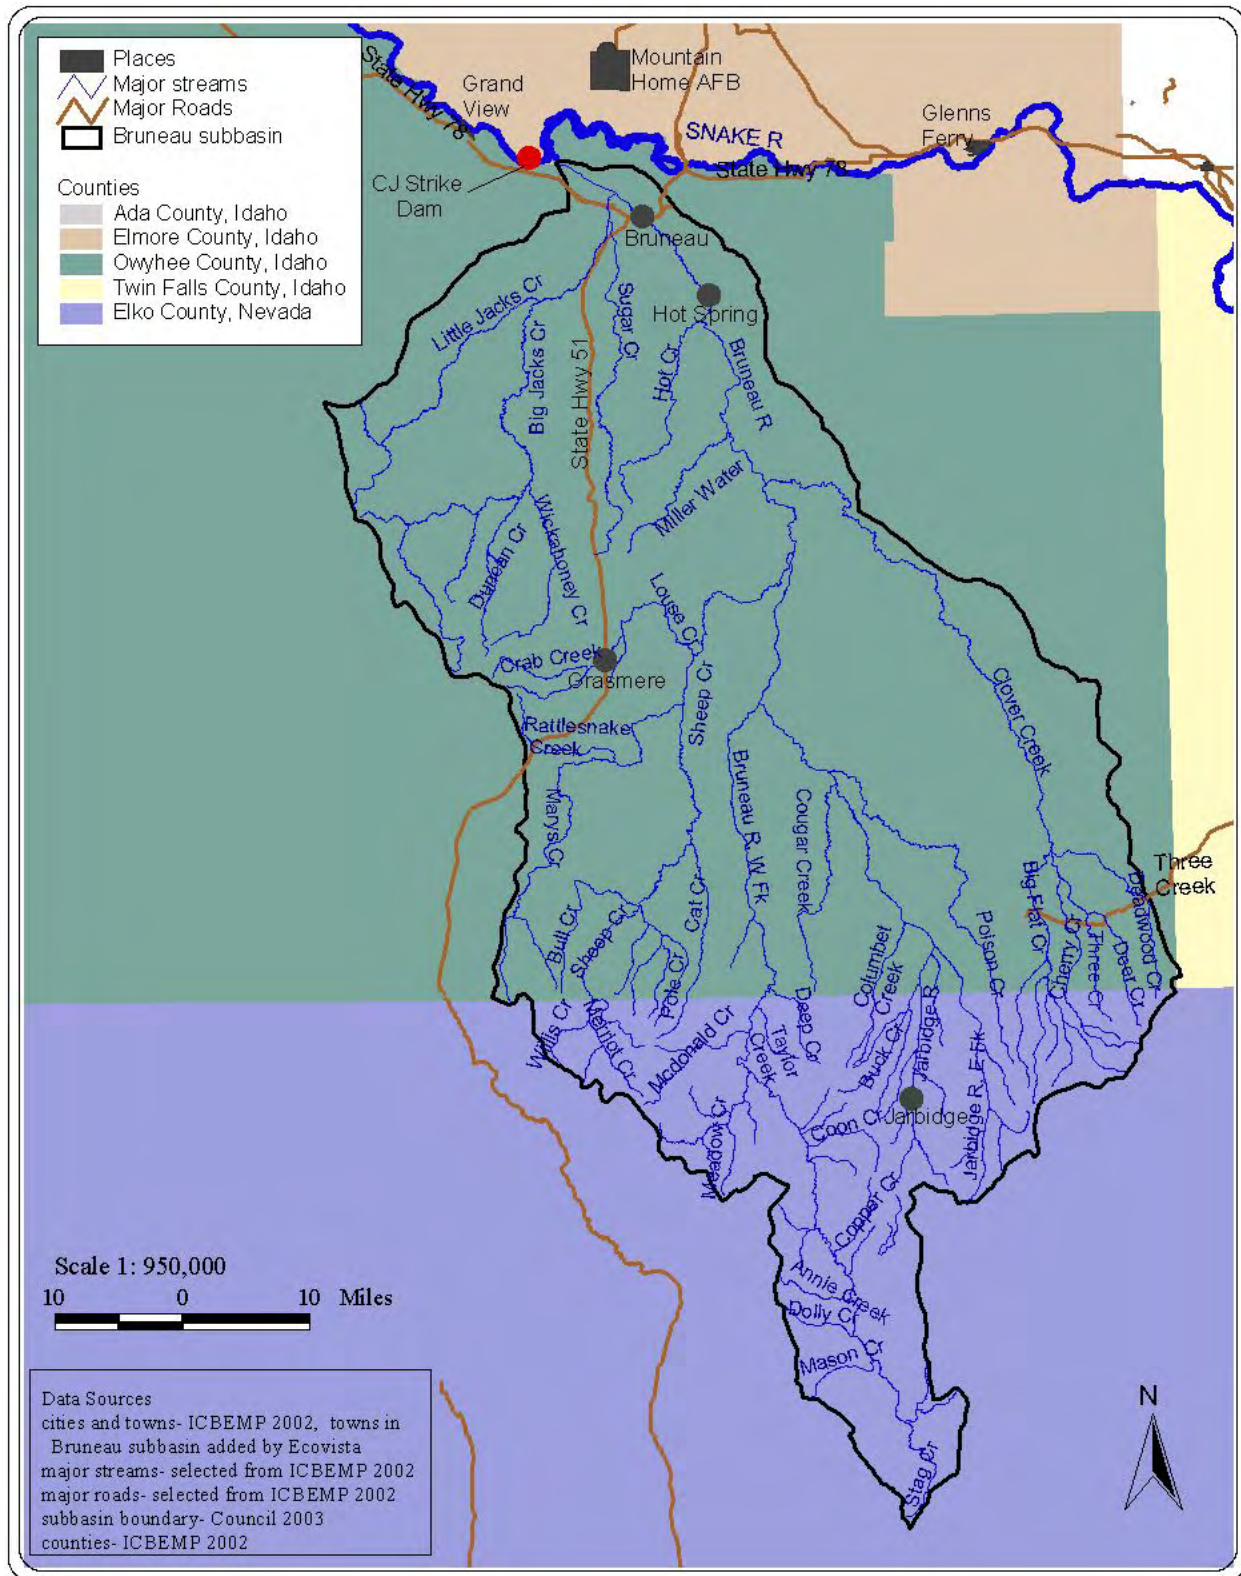 Places
Major streams
Major Roads
Bruneau subbasin
Counties
Ada County, Idaho
Elmore County, Idaho
Owyhee County, Idaho
Twin Falls County, Idaho
Elko County, Nevada
State Hwy 78
Grand
View
Mountain
Home AFB
Glenns
Ferry
SNAKE R
State Hwy 78
CJ Strike
Dam
Bruneau
Hot Spring
Little Jacks Cr
Big Jacks Cr
State Hwy 51
Sugar Cr
Hot Cr
Bruneau R
Miller Water
Duncan Cr
Wickahoney Cr
Louse Cr
Crab Creek
Grasmere
Sheep Cr
Clover Creek
Rattlesnake
Creek
Bruneau R. W Fk
Cougar Creek
Marys Cr
Three
Creek
Big Flat Cr
Deadwood Cr
Cat Cr
Bull Cr
Sheep Cr
Columbet
Creek
Poison Cr
Cherry Cr
Three Cr
Deer Cr
Pole Cr
Deep Cr
Willis Cr
Merriot Cr
Mcdonald Cr
Taylor
Creek
Buck Cr
Jarbidge R
Jarbidge R. E Fk
Jarbidge
Coon Cr
Meadow Cr
Copper Cr
Annie Creek
Dolly Cr
Mason Cr
Stag Cr
Scale 1: 950,000
10 0 10 Miles
N
Data Sources
cities and towns- ICBEMP 2002, towns in
Bruneau subbasin added by Ecovista
major streams- selected from ICBEMP 2002
major roads- selected from ICBEMP 2002
subbasin boundary- Council 2003
counties- ICBEMP 2002